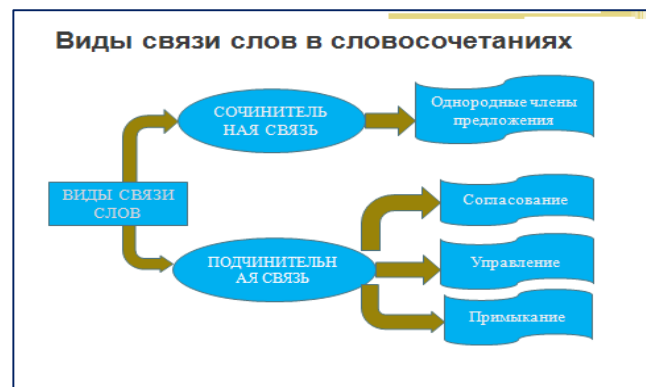 Виды связи слов в словосочетаниях
СОЧИНИТЕЛЬ
НАЯ СВЯЗЬ
Однородные члены
предложения
ВИДЫ СВЯЗИ
СЛОВ
Согласование
ПОДЧИНИТЕЛЬН
АЯ СВЯЗЬ
Управление
Примыкание